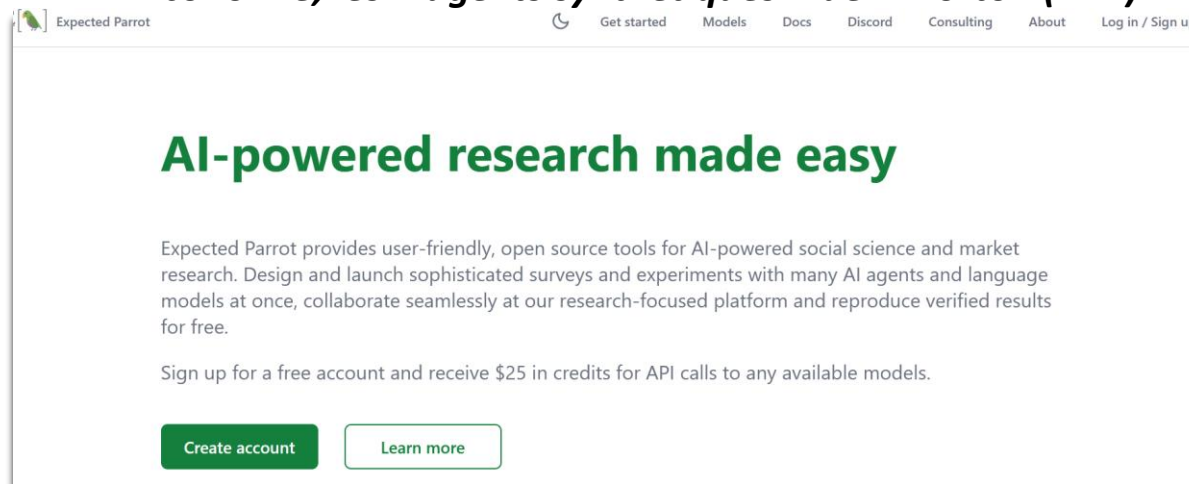 Expected Parrot Get started Models Docs Discord Consulting About Log in / Sign u
AI-powered research made easy
Expected Parrot provides user-friendly, open source tools for AI-powered social science and market
research. Design and launch sophisticated surveys and experiments with many AI agents and language
models at once, collaborate seamlessly at our research-focused platform and reproduce verified results
for free.
Sign up for a free account and receive $25 in credits for API calls to any available models.
Create account Learn more